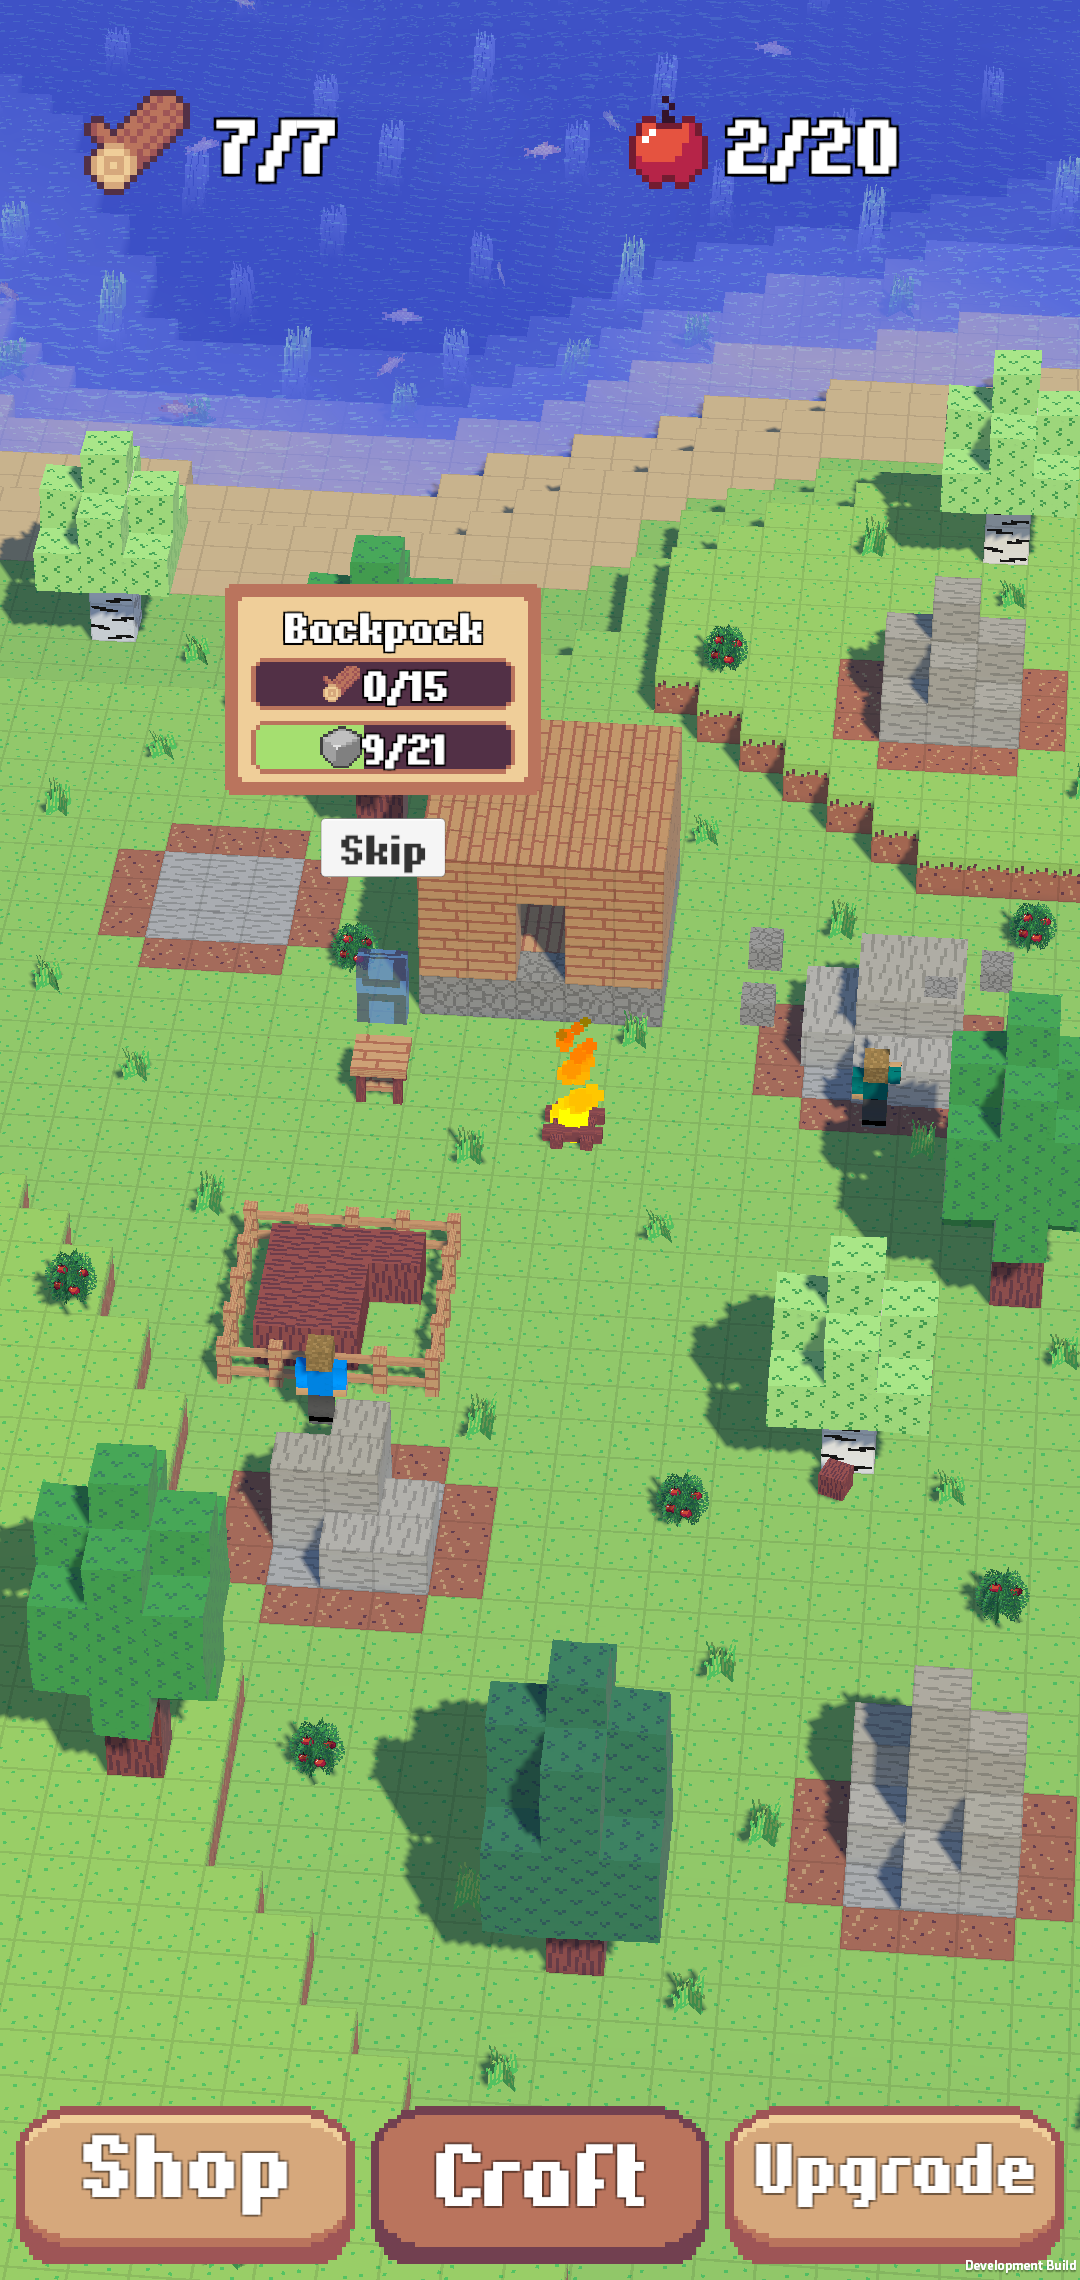 7/7
2/20
Backpack
0/15
9/21
Skip
Shop
Craft
Upgrade
Development Build